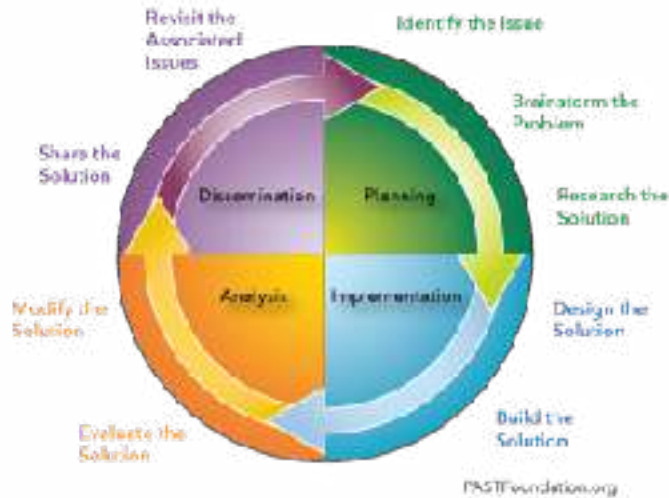 Identify the Issue
Brainstorm the
Problem
Research the
Solution
Design the
Solution
Build the
Solution
Evaluate the
Solution
Modify the
Solution
Share the
Solution
Revisit the
Associated
Issues
Dissemination
Planning
Analysis
Implementation
PASTFoundation.org